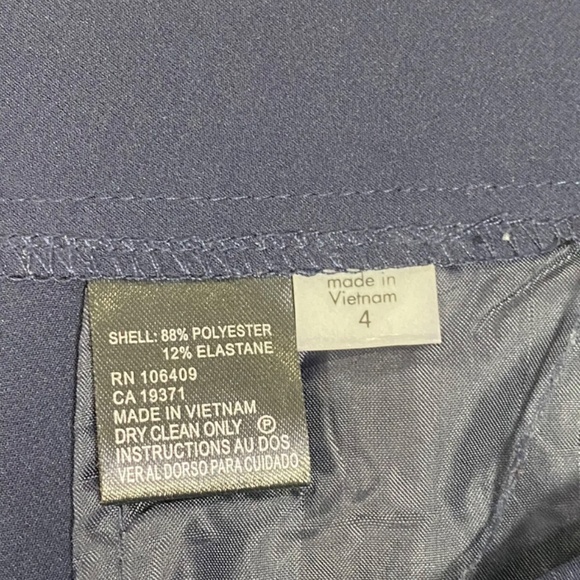 made in
Vietnam
4
SHELL: 88% POLYESTER
12% ELASTANE
RN 106409
CA 19371
MADE IN VIETNAM
DRY CLEAN ONLY Ⓟ
INSTRUCTIONS AU DOS
VER AL DORSO PARA CUIDADO